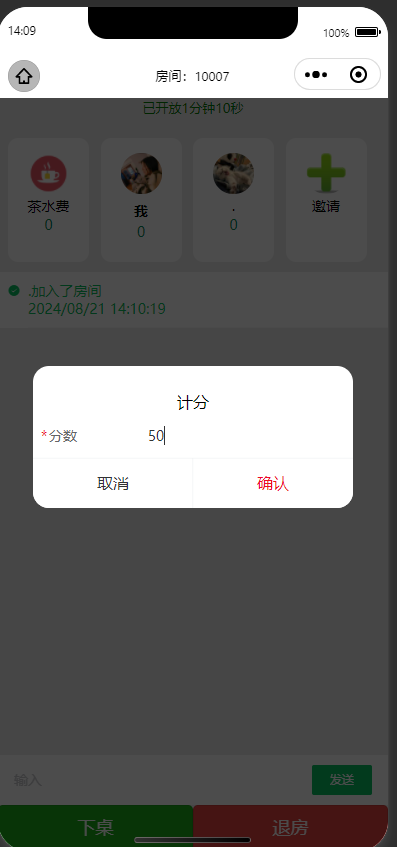 14:09
100%
房间：10007
已开放1分钟10秒
茶水费
0
我
0
.
0
邀请
.加入了房间
2024/08/21 14:10:19
计分
*分数 50
取消 确认
输入 发送
下桌 退房